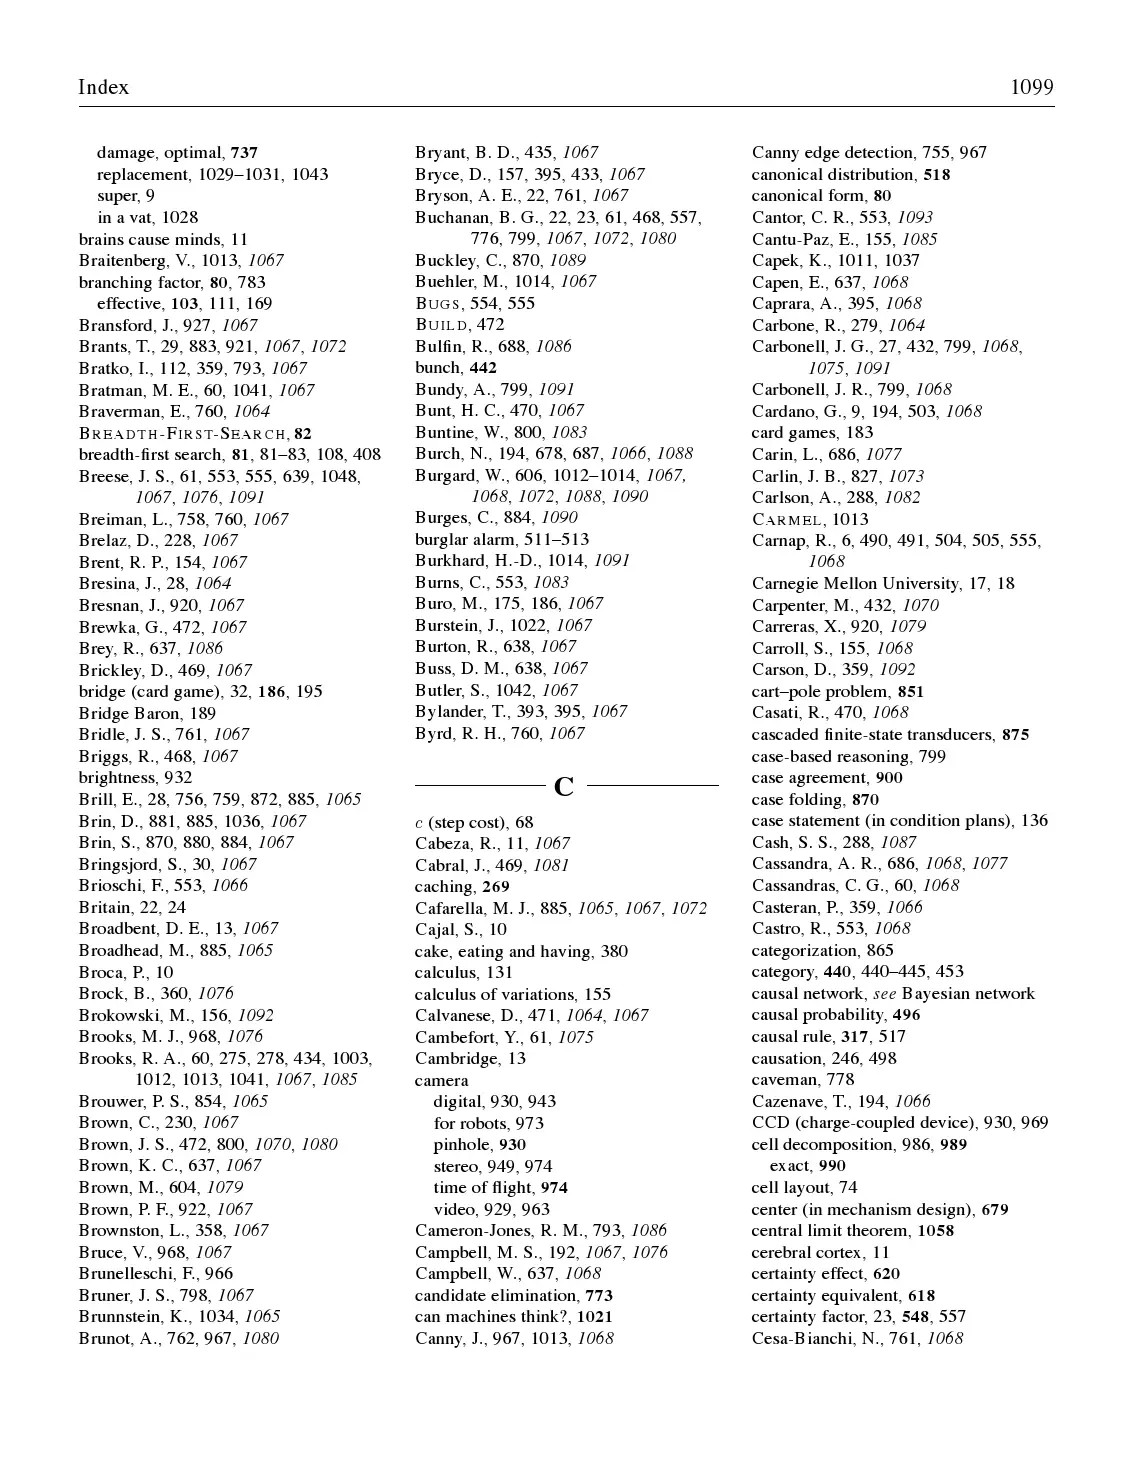 Index 1099
damage, optimal, 737
replacement, 1029–1031, 1043
super, 9
in a vat, 1028
brains cause minds, 11
Braitenberg, V., 1013, 1067
branching factor, 80, 783
effective, 103, 111, 169
Bransford, J., 927, 1067
Brants, T., 29, 883, 921, 1067, 1072
Bratko, I., 112, 359, 793, 1067
Bratman, M. E., 60, 1041, 1067
Braverman, E., 760, 1064
BREADTH-FIRST-SEARCH, 82
breadth-first search, 81, 81–83, 108, 408
Breese, J. S., 61, 553, 555, 639, 1048,
1067, 1076, 1091
Breiman, L., 758, 760, 1067
Brelaz, D., 228, 1067
Brent, R. P., 154, 1067
Bresina, J., 28, 1064
Bresnan, J., 920, 1067
Brewka, G., 472, 1067
Brey, R., 637, 1086
Brickley, D., 469, 1067
bridge (card game), 32, 186, 195
Bridge Baron, 189
Bridle, J. S., 761, 1067
Briggs, R., 468, 1067
brightness, 932
Brill, E., 28, 756, 759, 872, 885, 1065
Brin, D., 881, 885, 1036, 1067
Brin, S., 870, 880, 884, 1067
Bringsjord, S., 30, 1067
Brioschi, F., 553, 1066
Britain, 22, 24
Broadbent, D. E., 13, 1067
Broadhead, M., 885, 1065
Broca, P., 10
Brock, B., 360, 1076
Brokowski, M., 156, 1092
Brooks, M. J., 968, 1076
Brooks, R. A., 60, 275, 278, 434, 1003,
1012, 1013, 1041, 1067, 1085
Brouwer, P. S., 854, 1065
Brown, C., 230, 1067
Brown, J. S., 472, 800, 1070, 1080
Brown, K. C., 637, 1067
Brown, M., 604, 1079
Brown, P. F., 922, 1067
Brownston, L., 358, 1067
Bruce, V., 968, 1067
Brunelleschi, F., 966
Bruner, J. S., 798, 1067
Brunnstein, K., 1034, 1065
Brunot, A., 762, 967, 1080
Bryant, B. D., 435, 1067
Bryce, D., 157, 395, 433, 1067
Bryson, A. E., 22, 761, 1067
Buchanan, B. G., 22, 23, 61, 468, 557,
776, 799, 1067, 1072, 1080
Buckley, C., 870, 1089
Buehler, M., 1014, 1067
BUGS, 554, 555
BUILD, 472
Bulfin, R., 688, 1086
bunch, 442
Bundy, A., 799, 1091
Bunt, H. C., 470, 1067
Buntine, W., 800, 1083
Burch, N., 194, 678, 687, 1066, 1088
Burgard, W., 606, 1012–1014, 1067,
1068, 1072, 1088, 1090
Burges, C., 884, 1090
burglar alarm, 511–513
Burkhard, H.-D., 1014, 1091
Burns, C., 553, 1083
Buro, M., 175, 186, 1067
Burstein, J., 1022, 1067
Burton, R., 638, 1067
Buss, D. M., 638, 1067
Butler, S., 1042, 1067
Bylander, T., 393, 395, 1067
Byrd, R. H., 760, 1067
C
c (step cost), 68
Cabeza, R., 11, 1067
Cabral, J., 469, 1081
caching, 269
Cafarella, M. J., 885, 1065, 1067, 1072
Cajal, S., 10
cake, eating and having, 380
calculus, 131
calculus of variations, 155
Calvanese, D., 471, 1064, 1067
Cambefort, Y., 61, 1075
Cambridge, 13
camera
digital, 930, 943
for robots, 973
pinhole, 930
stereo, 949, 974
time of flight, 974
video, 929, 963
Cameron-Jones, R. M., 793, 1086
Campbell, M. S., 192, 1067, 1076
Campbell, W., 637, 1068
candidate elimination, 773
can machines think?, 1021
Canny, J., 967, 1013, 1068
Canny edge detection, 755, 967
canonical distribution, 518
canonical form, 80
Cantor, C. R., 553, 1093
Cantu-Paz, E., 155, 1085
Capek, K., 1011, 1037
Capen, E., 637, 1068
Caprara, A., 395, 1068
Carbone, R., 279, 1064
Carbonell, J. G., 27, 432, 799, 1068,
1075, 1091
Carbonell, J. R., 799, 1068
Cardano, G., 9, 194, 503, 1068
card games, 183
Carin, L., 686, 1077
Carlin, J. B., 827, 1073
Carlson, A., 288, 1082
CARMEL, 1013
Carnap, R., 6, 490, 491, 504, 505, 555,
1068
Carnegie Mellon University, 17, 18
Carpenter, M., 432, 1070
Carreras, X., 920, 1079
Carroll, S., 155, 1068
Carson, D., 359, 1092
cart–pole problem, 851
Casati, R., 470, 1068
cascaded finite-state transducers, 875
case-based reasoning, 799
case agreement, 900
case folding, 870
case statement (in condition plans), 136
Cash, S. S., 288, 1087
Cassandra, A. R., 686, 1068, 1077
Cassandras, C. G., 60, 1068
Casteran, P., 359, 1066
Castro, R., 553, 1068
categorization, 865
category, 440, 440–445, 453
causal network, see Bayesian network
causal probability, 496
causal rule, 317, 517
causation, 246, 498
caveman, 778
Cazenave, T., 194, 1066
CCD (charge-coupled device), 930, 969
cell decomposition, 986, 989
exact, 990
cell layout, 74
center (in mechanism design), 679
central limit theorem, 1058
cerebral cortex, 11
certainty effect, 620
certainty equivalent, 618
certainty factor, 23, 548, 557
Cesa-Bianchi, N., 761, 1068